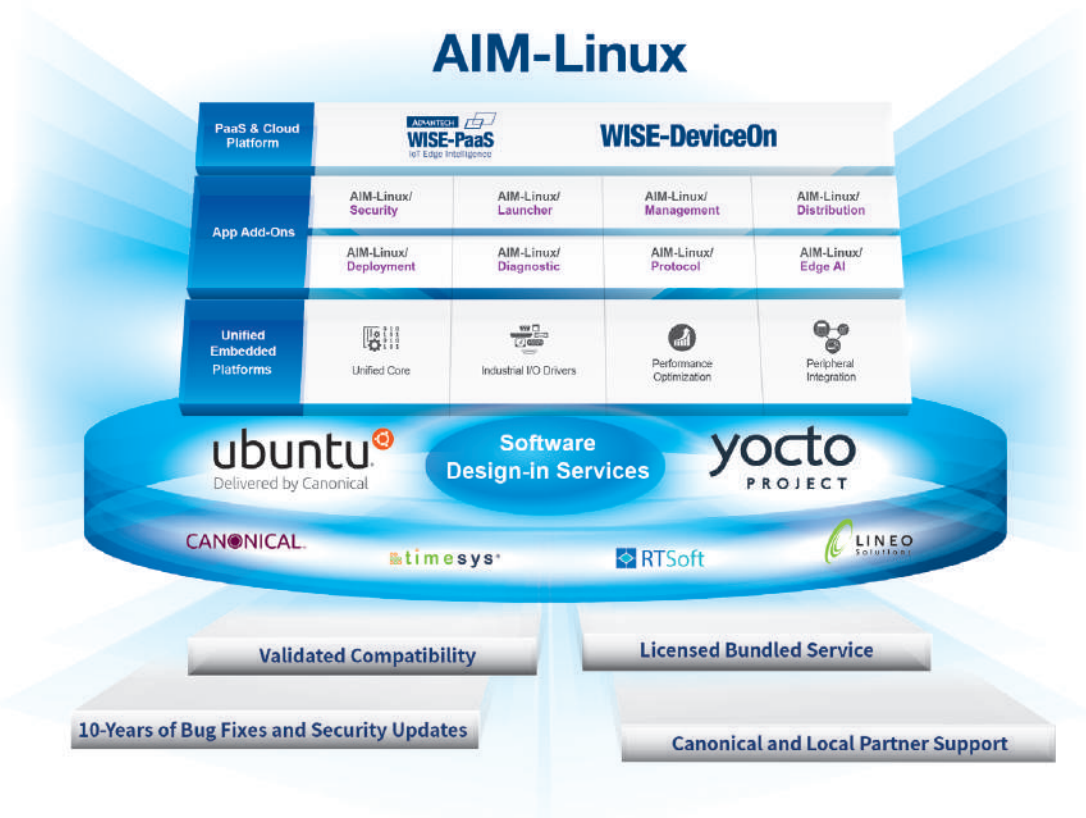 AIM-Linux
PaaS & Cloud
Platform
ADVANTECH
WISE-PaaS
IoT Edge Intelligence
WISE-DeviceOn
App Add-Ons
AIM-Linux/
Security
AIM-Linux/
Launcher
AIM-Linux/
Management
AIM-Linux/
Distribution
AIM-Linux/
Deployment
AIM-Linux/
Diagnostic
AIM-Linux/
Protocol
AIM-Linux/
Edge AI
Unified
Embedded
Platforms
Unified Core
Industrial I/O Drivers
Performance
Optimization
Peripheral
Integration
ubuntu
Delivered by Canonical
Software
Design-in Services
yocto
PROJECT
CANONICAL
timesys
RTSoft
LINEO
Solutions
Validated Compatibility
Licensed Bundled Service
10-Years of Bug Fixes and Security Updates
Canonical and Local Partner Support